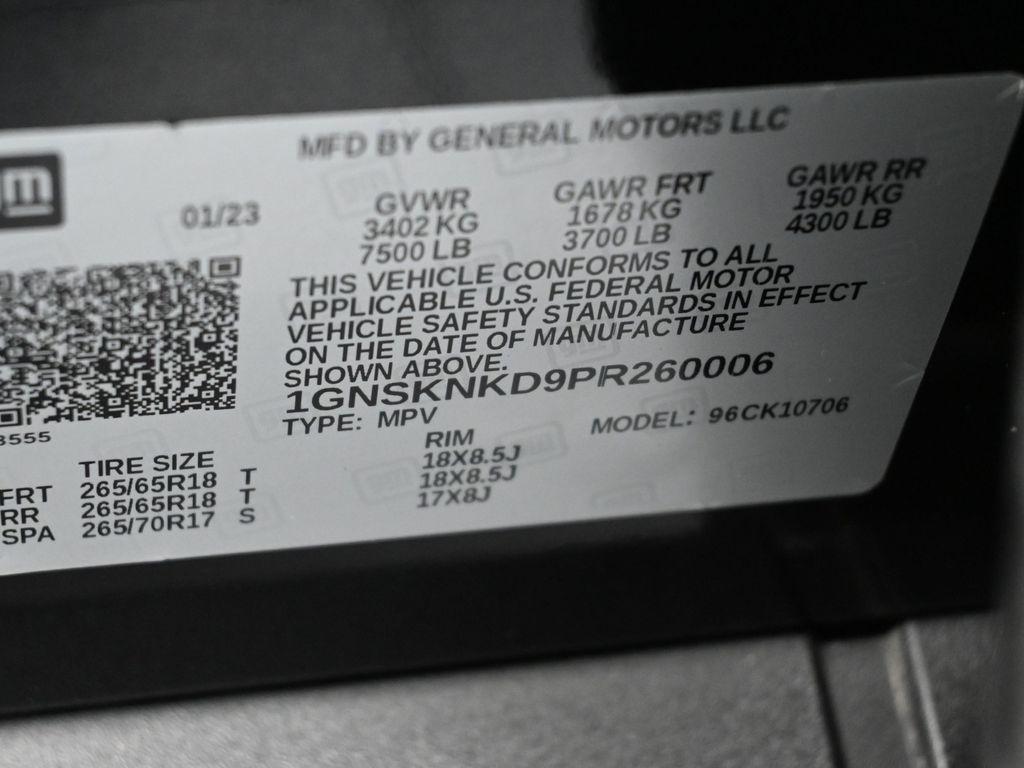 MFD BY GENERAL MOTORS LLC
01/23
GVWR GAWR FRT GAWR RR
3402 KG 1678 KG 1950 KG
7500 LB 3700 LB 4300 LB
THIS VEHICLE CONFORMS TO ALL
APPLICABLE U.S. FEDERAL MOTOR
VEHICLE SAFETY STANDARDS IN EFFECT
ON THE DATE OF MANUFACTURE
SHOWN ABOVE.
1GNSKNKD9PR260006
TYPE: MPV MODEL: 96CK10706
3555
TIRE SIZE RIM
FRT 265/65R18 T 18X8.5J
RR 265/65R18 T 18X8.5J
SPA 265/70R17 S 17X8J